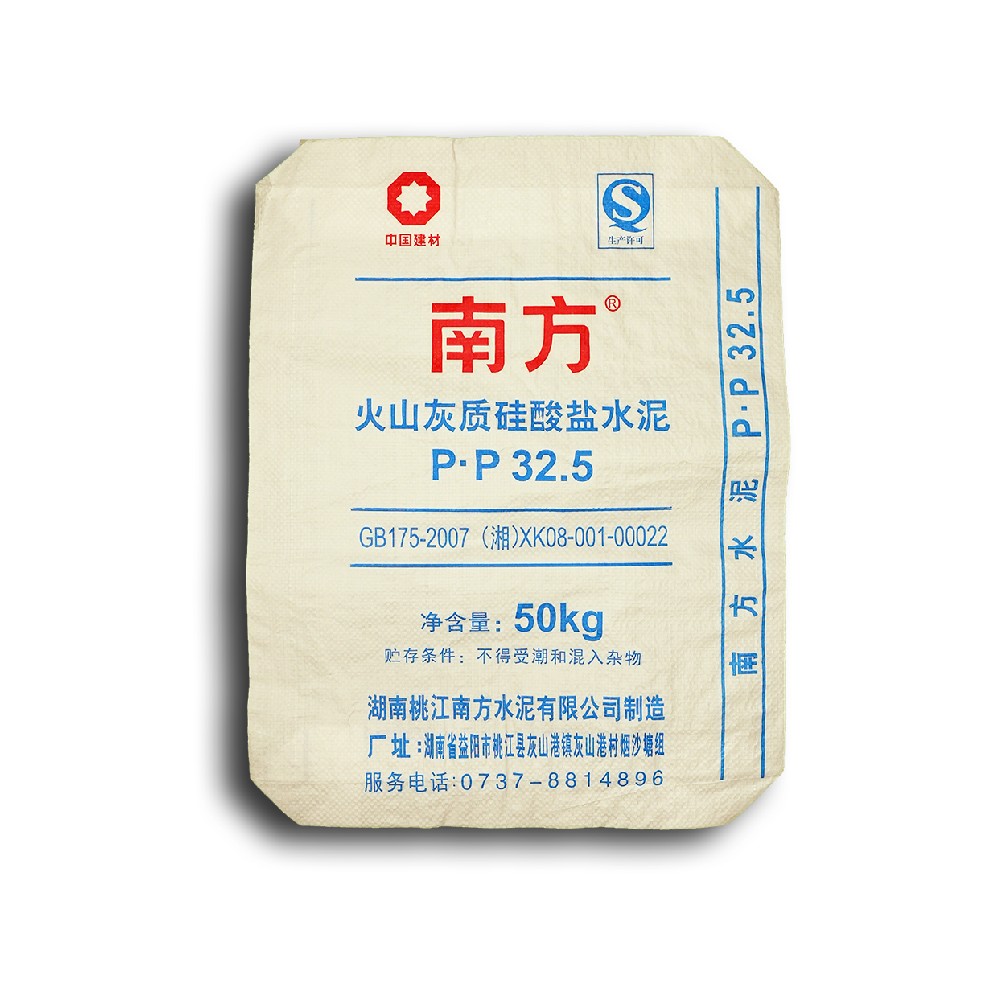 中国建材
生产许可
南方®
火山灰质硅酸盐水泥
P·P 32.5
GB175-2007（湘)XK08-001-00022
净含量：50kg
贮存条件：不得受潮和混入杂物
湖南桃江南方水泥有限公司制造
厂址:湖南省益阳市桃江县灰山港镇灰山港村烟沙塘组
服务电话:0737-8814896
南方水泥 P·P 32.5